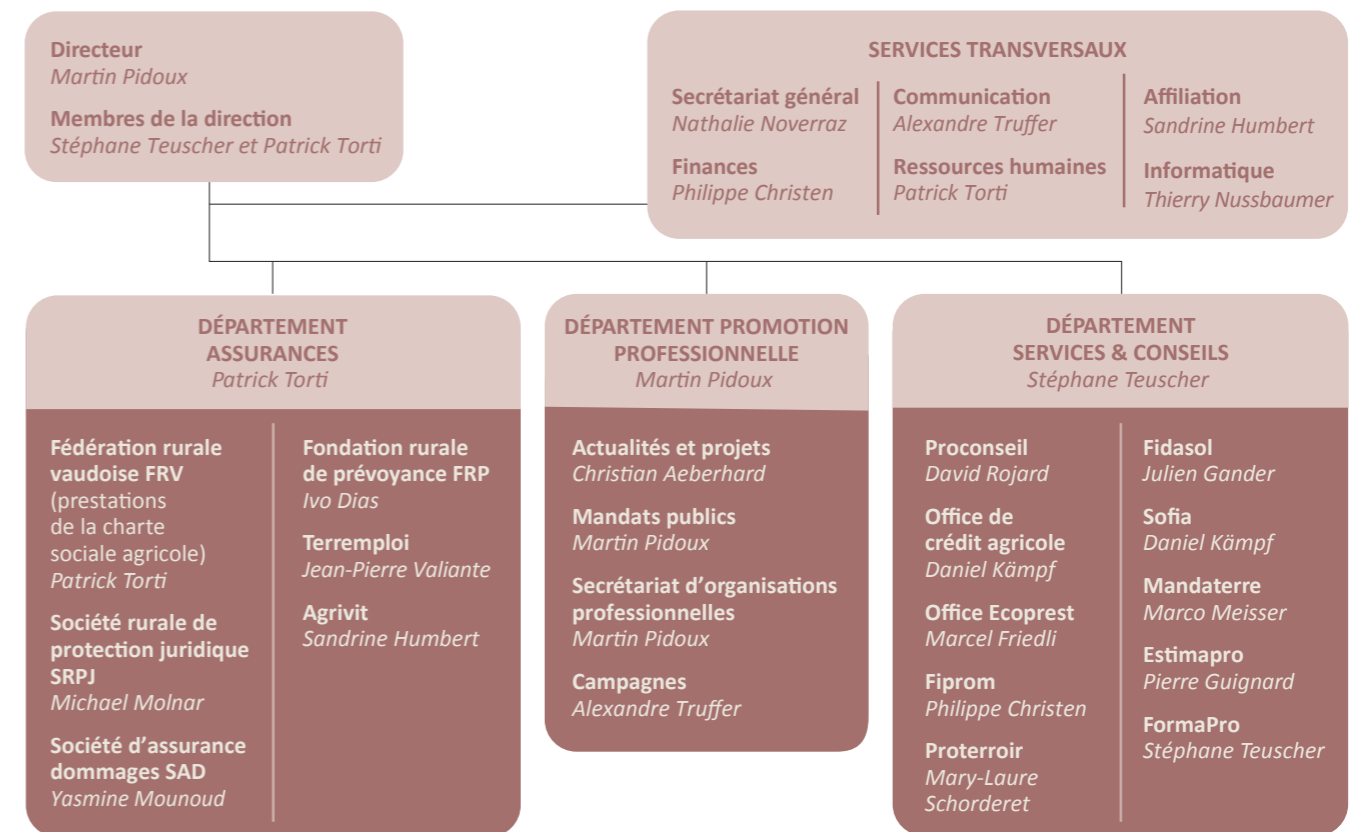 Directeur
Martin Pidoux
Membres de la direction
Stéphane Teuscher et Patrick Torti
SERVICES TRANSVERSAUX
Secrétariat général
Nathalie Noverraz
Finances
Philippe Christen
Communication
Alexandre Truffer
Ressources humaines
Patrick Torti
Affiliation
Sandrine Humbert
Informatique
Thierry Nussbaumer
DÉPARTEMENT
ASSURANCES
Patrick Torti
Fédération rurale
vaudoise FRV
(prestations
de la charte
sociale agricole)
Patrick Torti
Société rurale de
protection juridique
SRPJ
Michael Molnar
Société d’assurance
dommages SAD
Yasmine Mounoud
Fondation rurale
de prévoyance FRP
Ivo Dias
Terremploi
Jean-Pierre Valiante
Agrivit
Sandrine Humbert
DÉPARTEMENT PROMOTION
PROFESSIONNELLE
Martin Pidoux
Actualités et projets
Christian Aeberhard
Mandats publics
Martin Pidoux
Secrétariat d’organisations
professionnelles
Martin Pidoux
Campagnes
Alexandre Truffer
DÉPARTEMENT
SERVICES & CONSEILS
Stéphane Teuscher
Proconseil
David Rojard
Office de
crédit agricole
Daniel Kämpf
Office Ecoprest
Marcel Friedli
Fiprom
Philippe Christen
Proterroir
Mary-Laure
Schorderet
Fidasol
Julien Gander
Sofia
Daniel Kämpf
Mandaterre
Marco Meisser
Estimapro
Pierre Guignard
FormaPro
Stéphane Teuscher